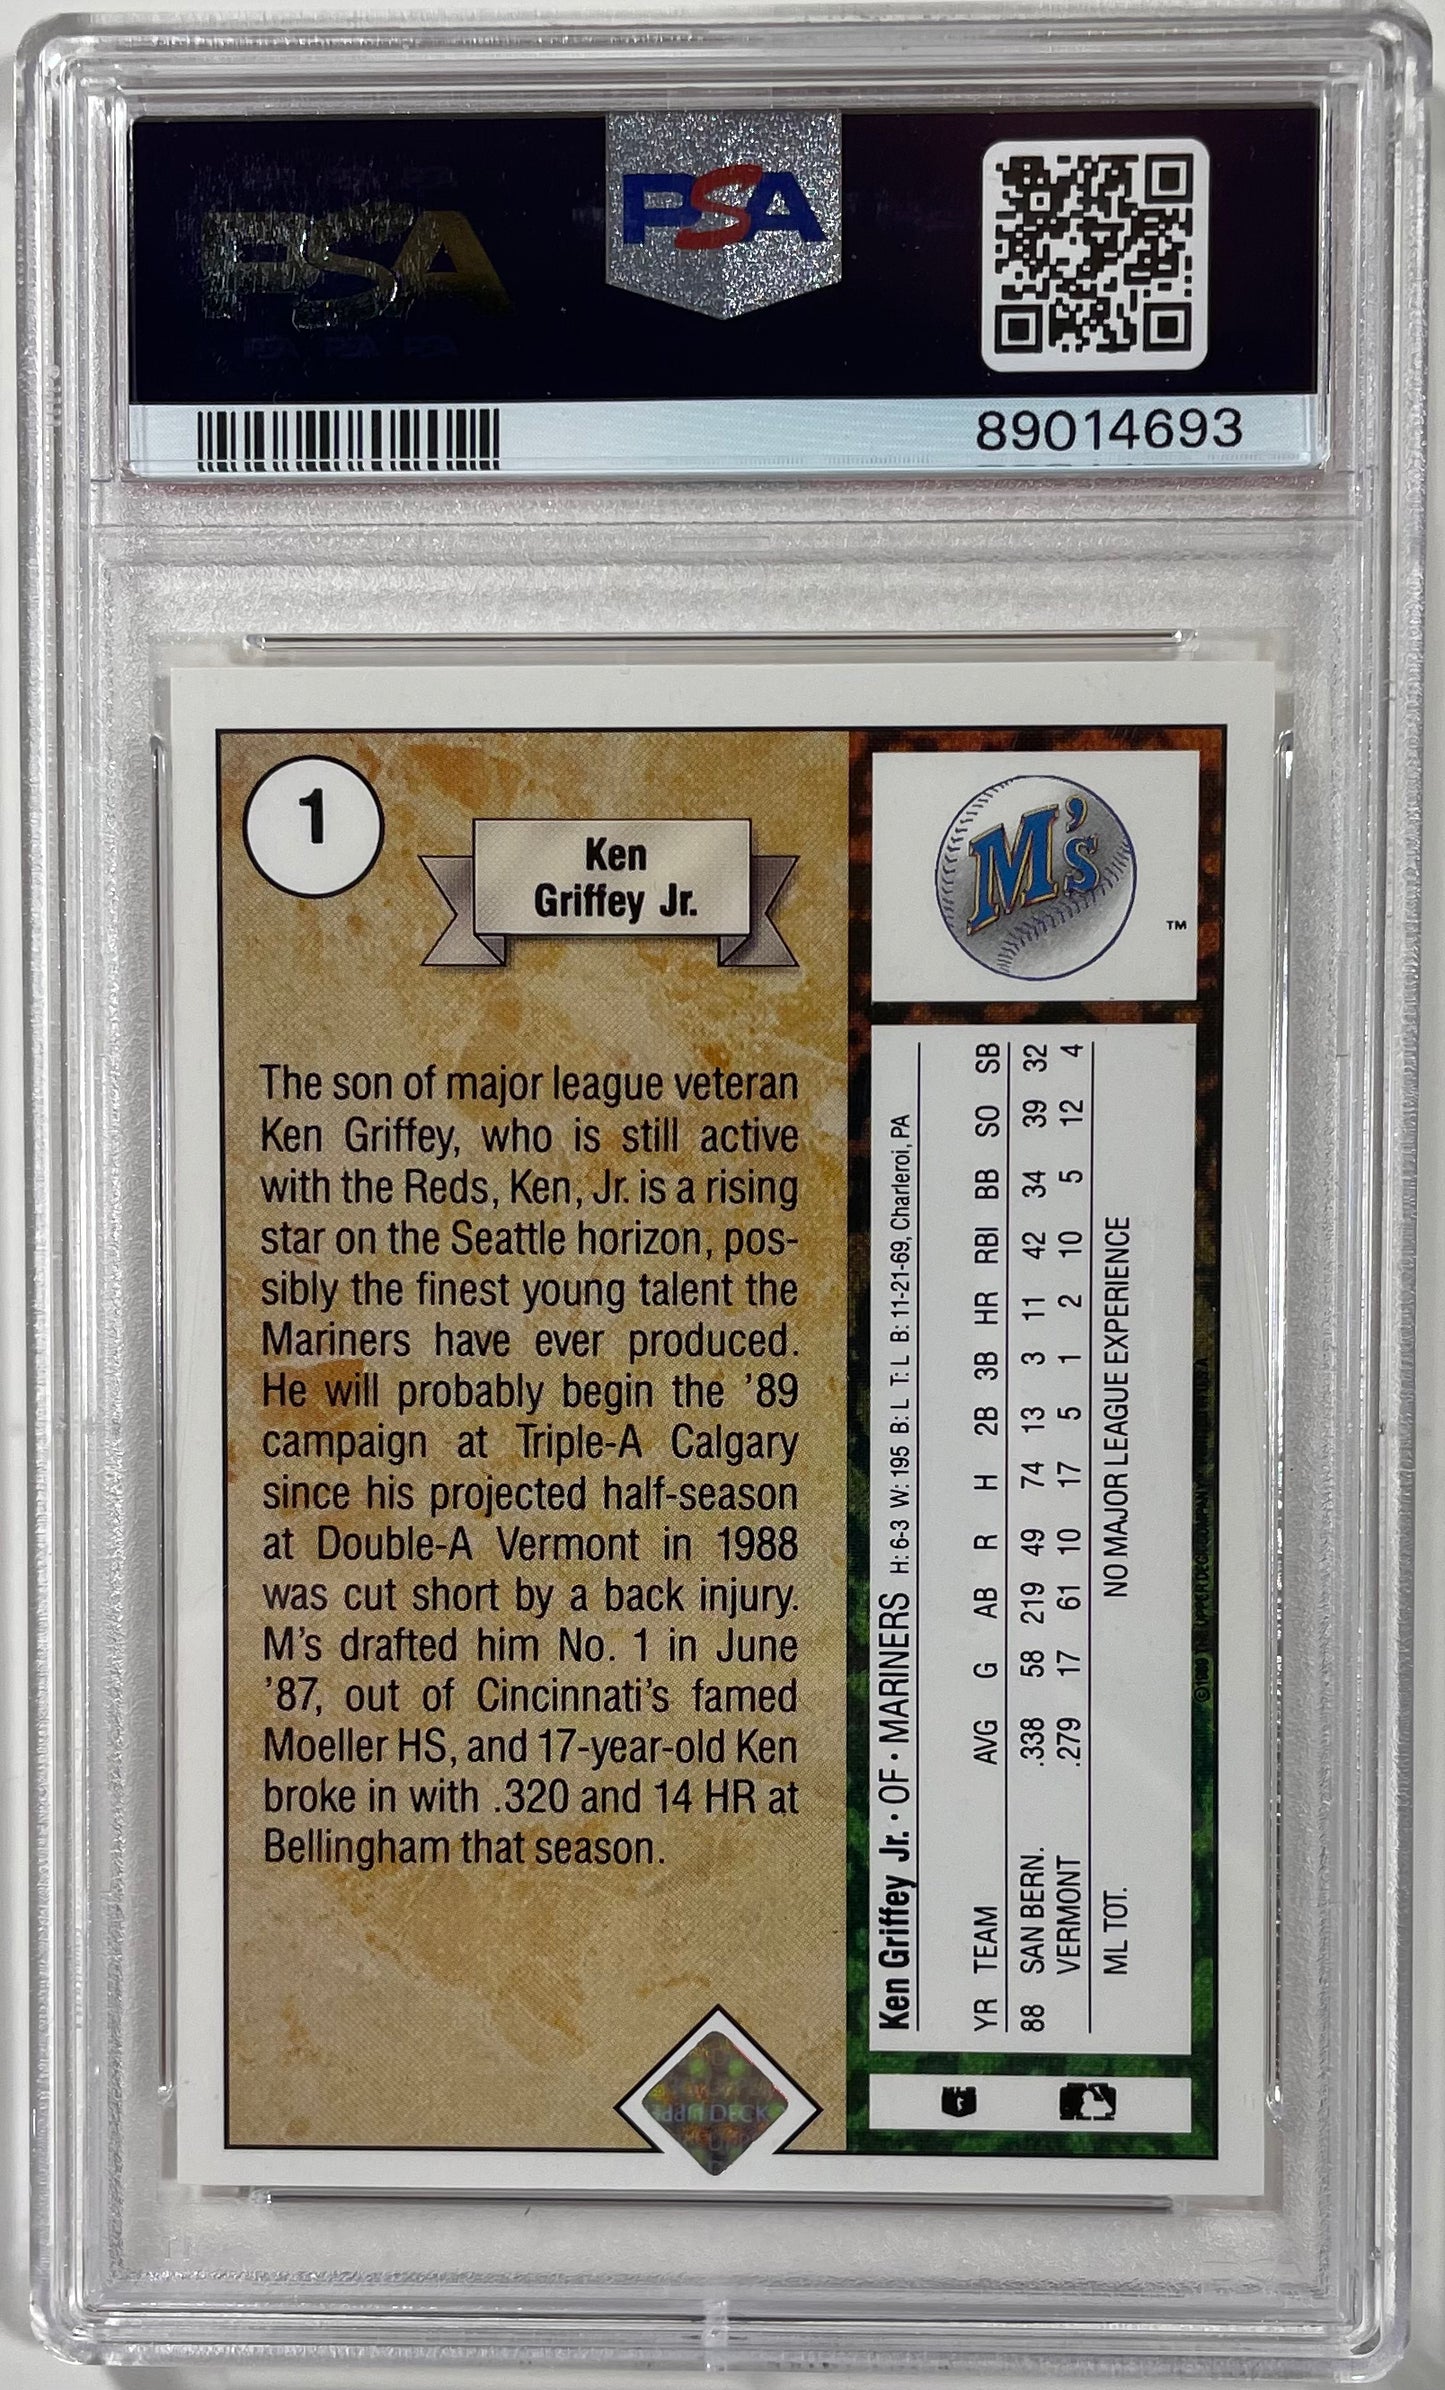 PSA
PSA
89014693
1
Ken
Griffey Jr.
The son of major league veteran
Ken Griffey, who is still active
with the Reds, Ken, Jr. is a rising
star on the Seattle horizon, pos-
sibly the finest young talent the
Mariners have ever produced.
He will probably begin the '89
campaign at Triple-A Calgary
since his projected half-season
at Double-A Vermont in 1988
was cut short by a back injury.
M's drafted him No. 1 in June
'87, out of Cincinnati's famed
Moeller HS, and 17-year-old Ken
broke in with .320 and 14 HR at
Bellingham that season.
M's
TM
Ken Griffey Jr. · OF · MARINERS H: 6-3 W: 195 B: L T: L B: 11-21-69, Charleroi, PA
YR TEAM AVG G AB R H 2B 3B HR RBI BB SO SB
88 SAN BERN. .338 58 219 49 74 13 3 11 42 34 39 32
VERMONT .279 17 61 10 17 5 1 2 10 5 12 4
ML TOT. NO MAJOR LEAGUE EXPERIENCE
DECK